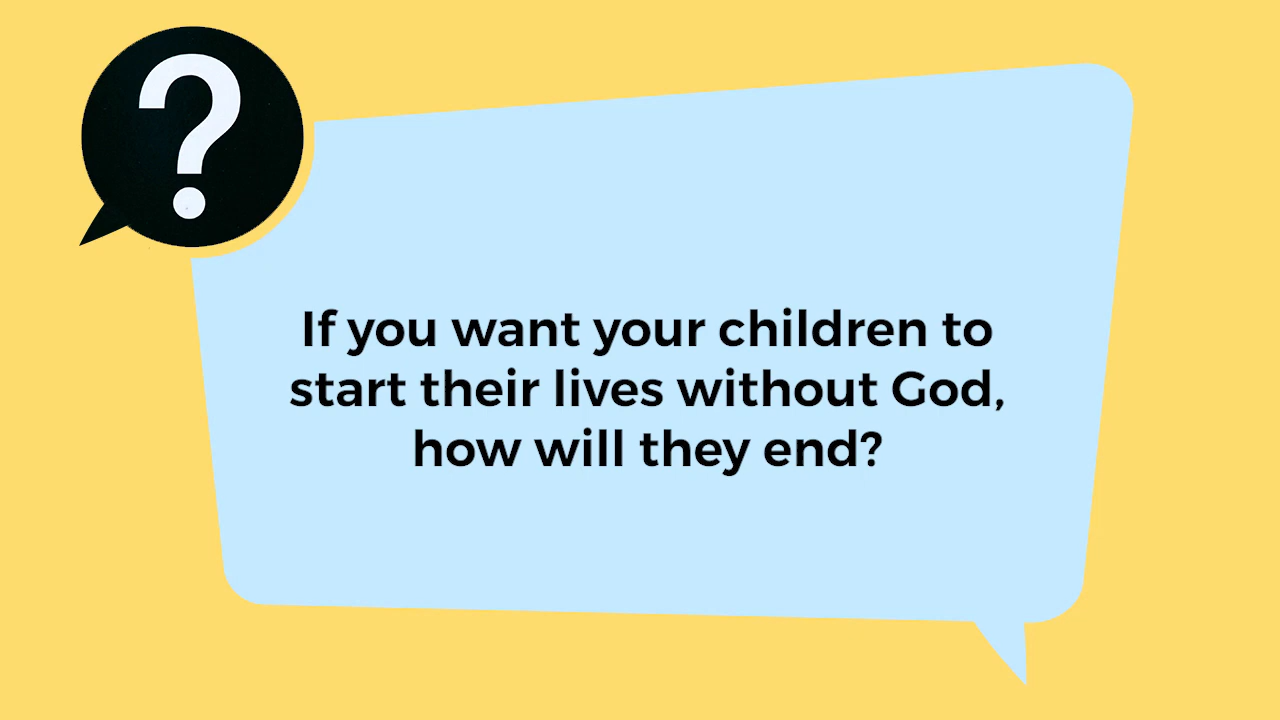 ?
If you want your children to
start their lives without God,
how will they end?